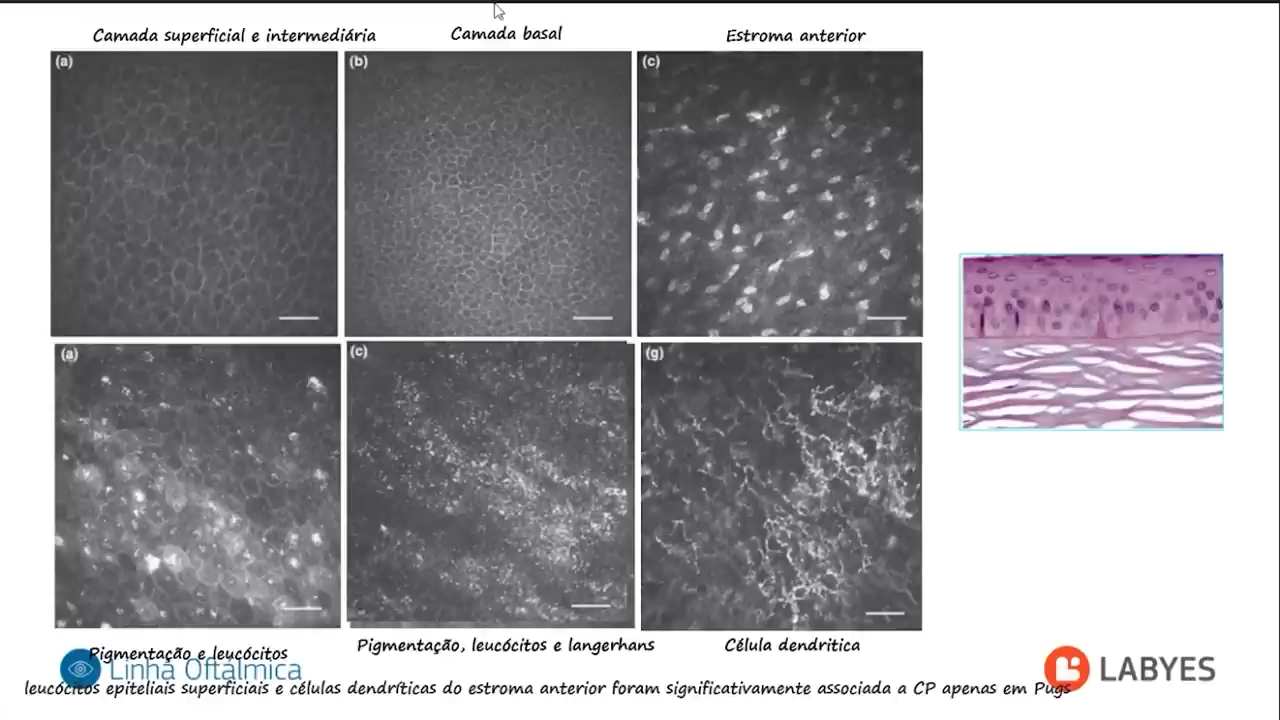 Camada superficial e intermediária
Camada basal
Estroma anterior
(a)
(b)
(c)
(a)
(c)
(g)
Pigmentação e leucócitos
Pigmentação, leucócitos e langerhans
Célula dendritica
Linha Oftálmica
LABYES
leucócitos epiteliais superficiais e células dendríticas do estroma anterior foram significativamente associada a CP apenas em Pugs